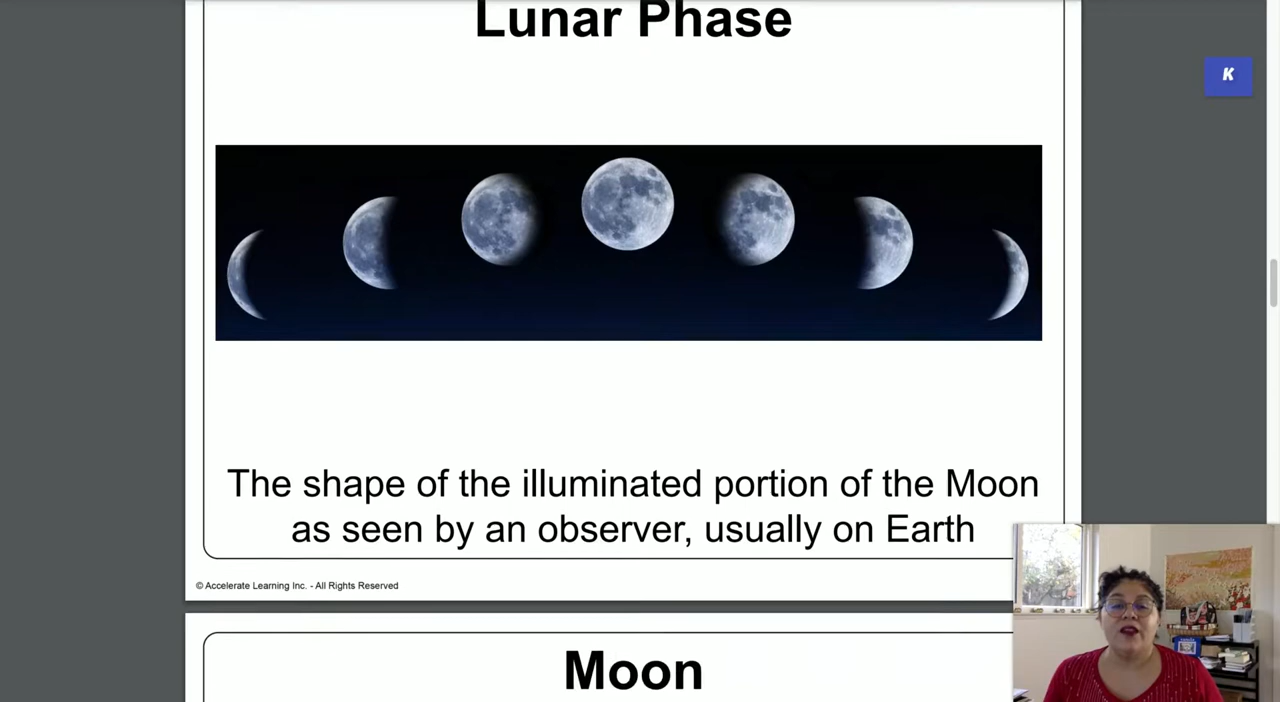 Lunar Phase
K
The shape of the illuminated portion of the Moon
as seen by an observer, usually on Earth
© Accelerate Learning Inc. - All Rights Reserved
Moon